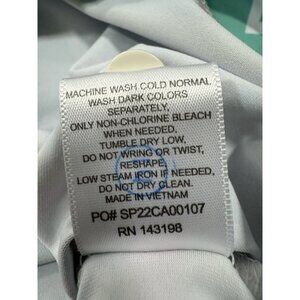 MACHINE WASH COLD NORMAL
WASH DARK COLORS
SEPARATELY,
ONLY NON-CHLORINE BLEACH
WHEN NEEDED,
TUMBLE DRY LOW,
DO NOT WRING OR TWIST,
RESHAPE,
LOW STEAM IRON IF NEEDED,
DO NOT DRY CLEAN.
MADE IN VIETNAM
PO# SP22CA00107
RN 143198